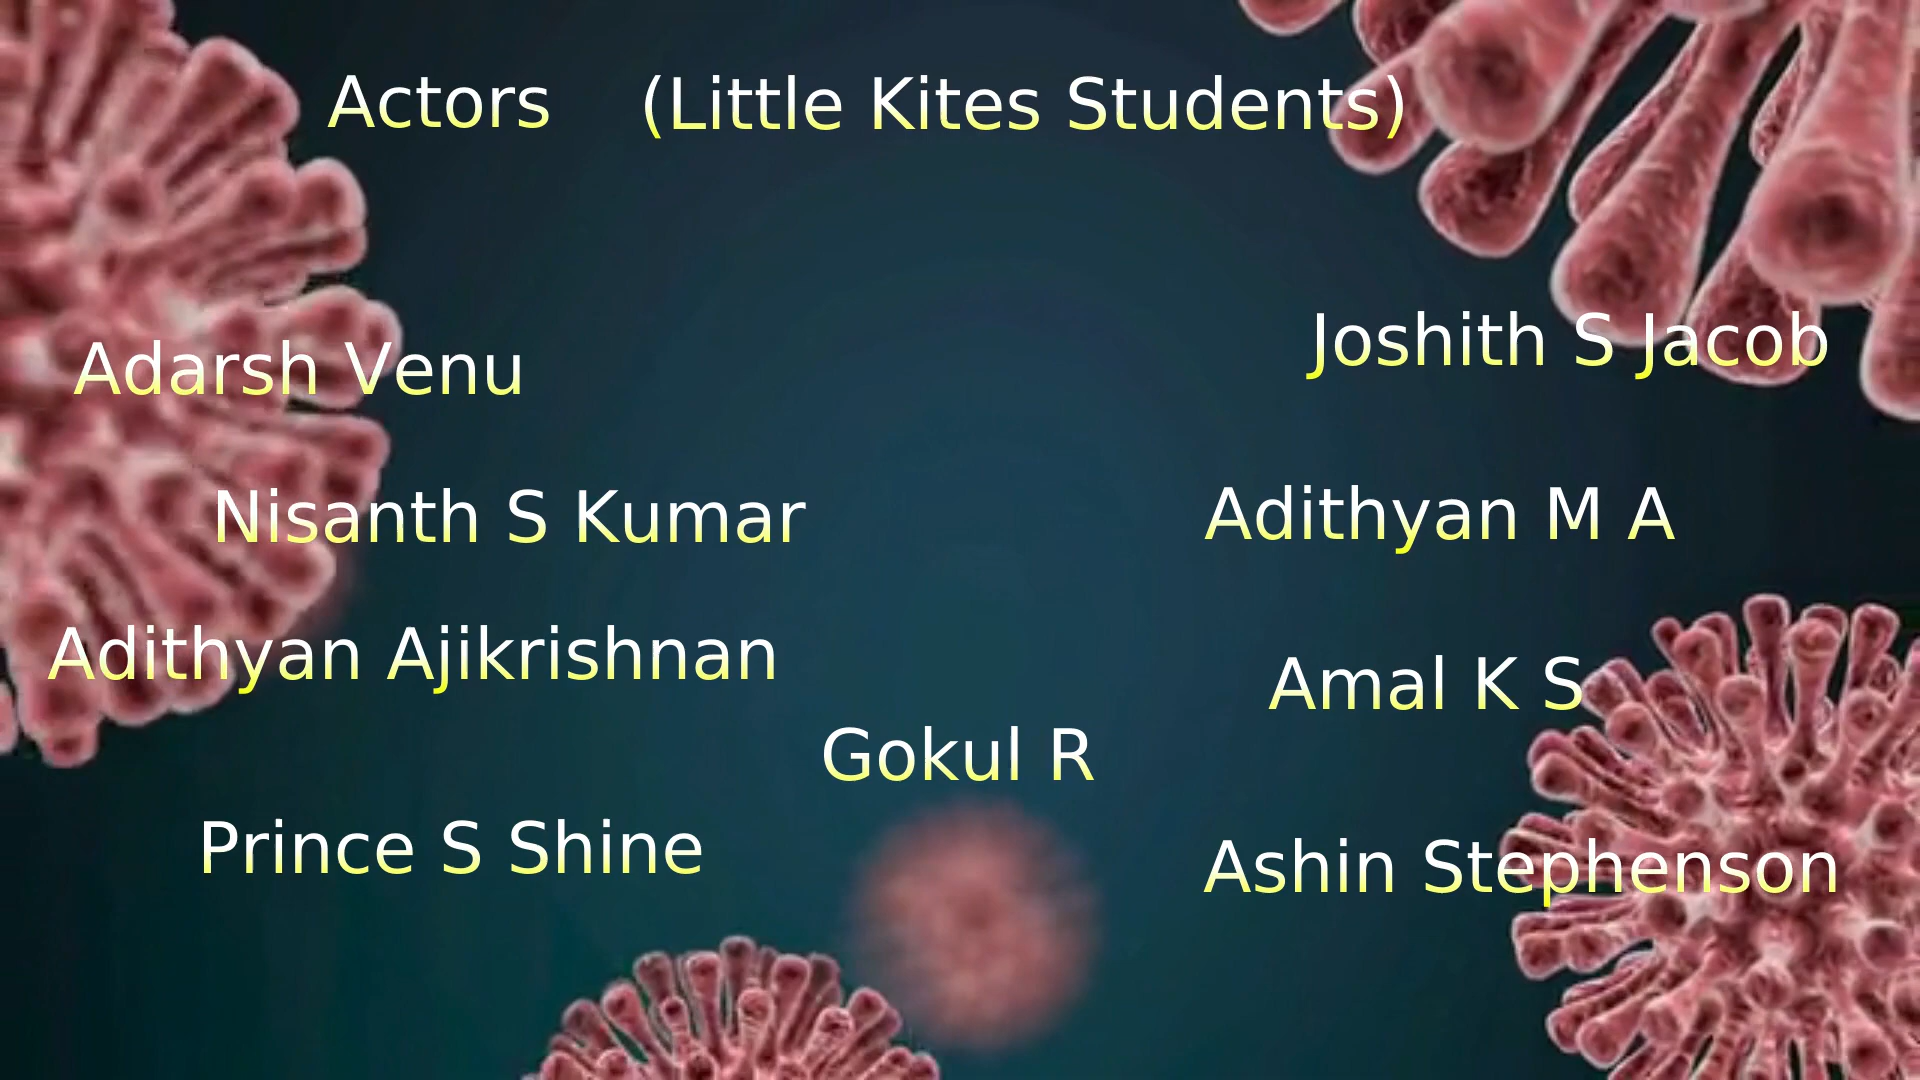 Actors (Little Kites Students)
Adarsh Venu
Joshith S Jacob
Nisanth S Kumar
Adithyan M A
Adithyan Ajikrishnan
Amal K S
Gokul R
Prince S Shine
Ashin Stephenson